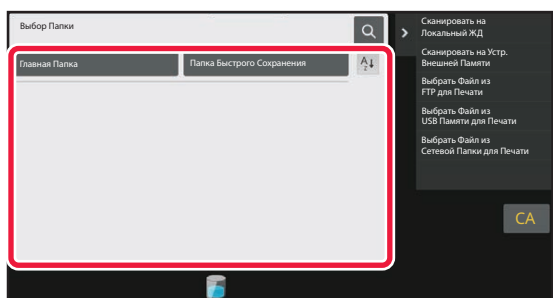 Выбор Папки
Главная Папка
Папка Быстрого Сохранения
A
Z
Сканировать на
Локальный ЖД
Сканировать на Устр.
Внешней Памяти
Выбрать Файл из
FTP для Печати
Выбрать Файл из
USB Памяти для Печати
Выбрать Файл из
Сетевой Папки для Печати
CA